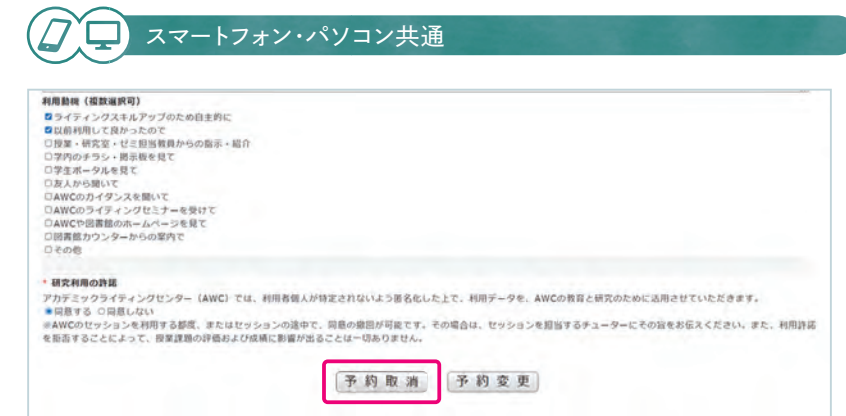 スマートフォン・パソコン共通
利用動機（複数選択可）
ライティングスキルアップのため自主的に
以前利用して良かったので
授業・研究室・ゼミ担当教員からの指示・紹介
学内のチラシ・掲示板を見て
学生ポータルを見て
友人から聞いて
AWCのガイダンスを聞いて
AWCのライティングセミナーを受けて
AWCや図書館のホームページを見て
図書館カウンターからの案内で
その他
* 研究利用の許諾
アカデミックライティングセンター（AWC）では、利用者個人が特定されないよう匿名化した上で、利用データを、AWCの教育と研究のために活用させていただきます。
同意する 同意しない
※AWCのセッションを利用する都度、またはセッションの途中で、同意の撤回が可能です。その場合は、セッションを担当するチューターにその旨をお伝えください。また、利用許諾
を拒否することによって、授業課題の評価および成績に影響が出ることは一切ありません。
予約取消 予約変更